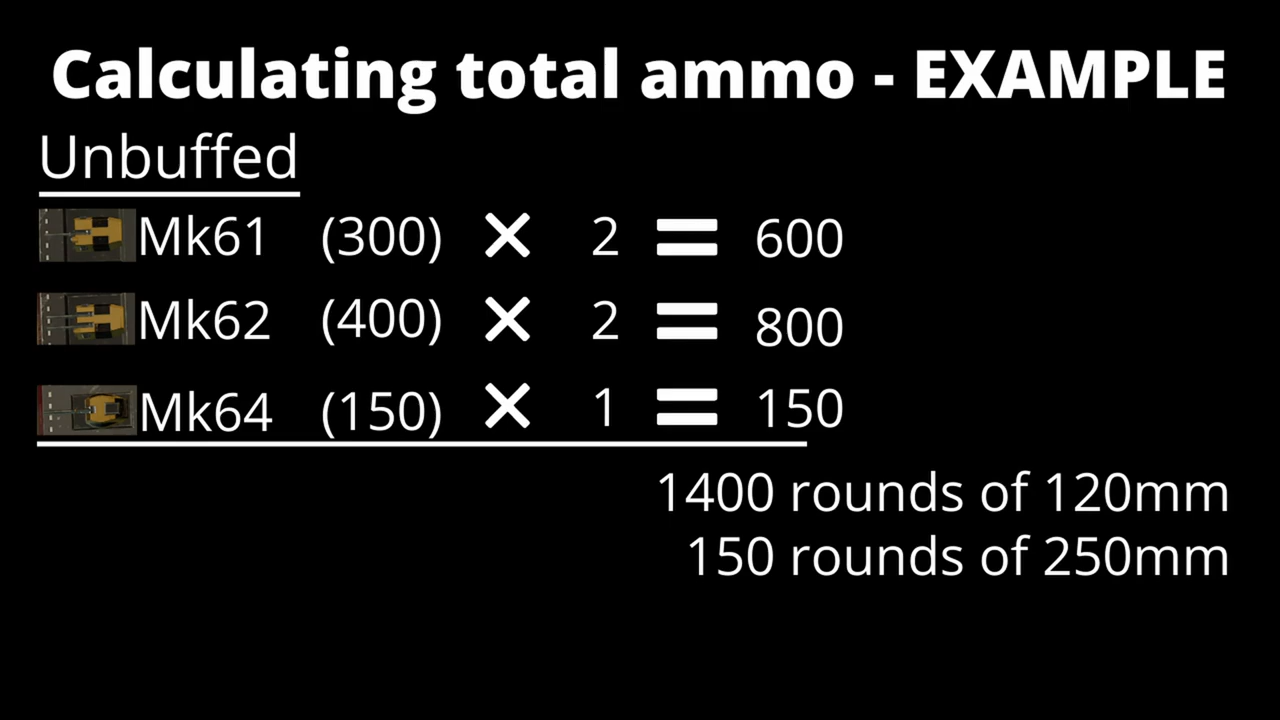 Calculating total ammo - EXAMPLE
Unbuffed
Mk61 (300) × 2 = 600
Mk62 (400) × 2 = 800
Mk64 (150) × 1 = 150
1400 rounds of 120mm
150 rounds of 250mm